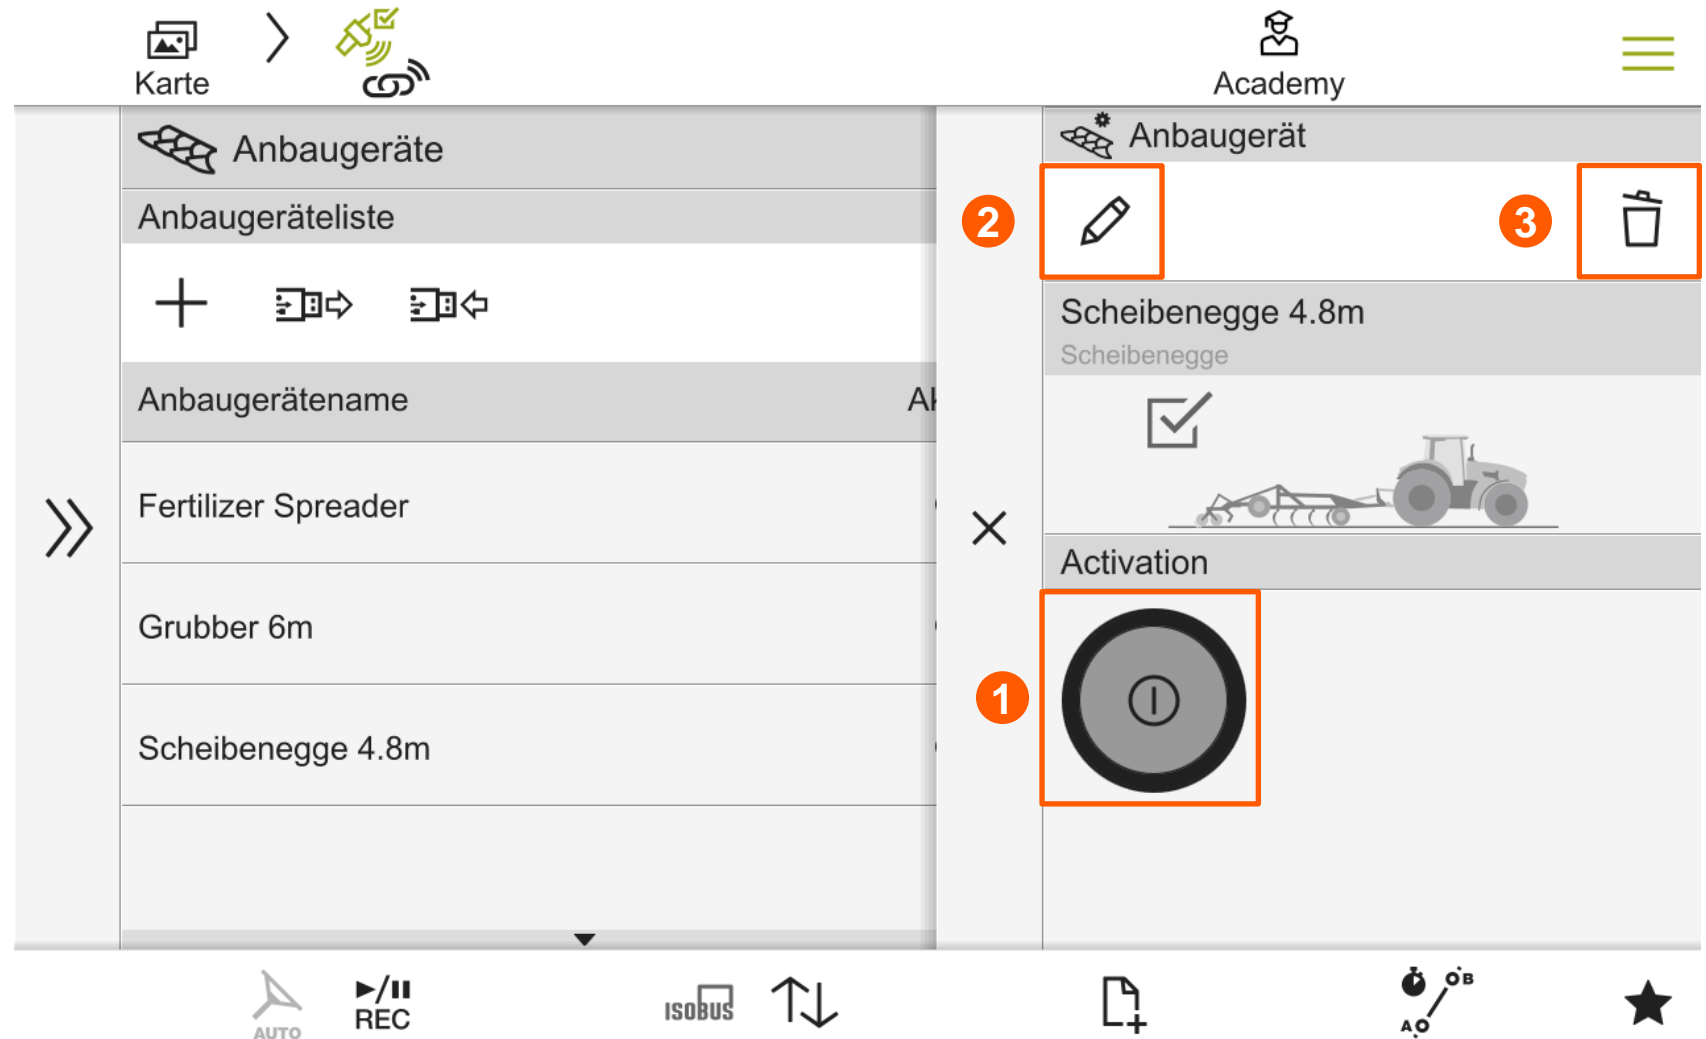 Karte
Academy
Anbaugeräte
Anbaugeräteliste
Anbaugerätename
Fertilizer Spreader
Grubber 6m
Scheibenegge 4.8m
Anbaugerät
2
3
Scheibenegge 4.8m
Scheibenegge
Activation
1
AUTO
REC
ISOBUS
A
B